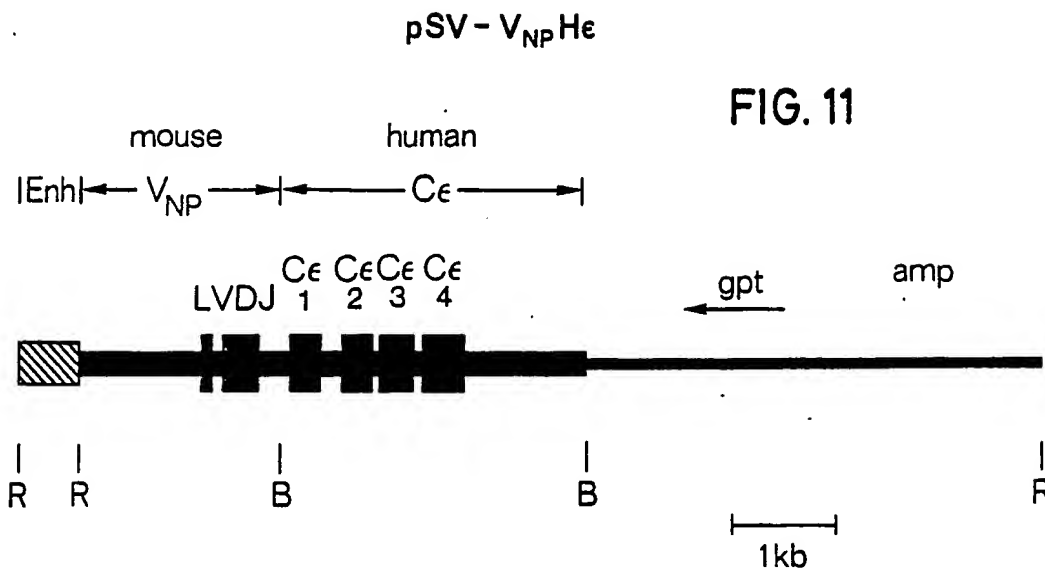 pSV - V_NP Hϵ
FIG. 11
mouse human
|Enh| V_NP Cϵ
LVDJ Cϵ 1 Cϵ 2 Cϵ 3 Cϵ 4 gpt amp
R R B B R
1kb